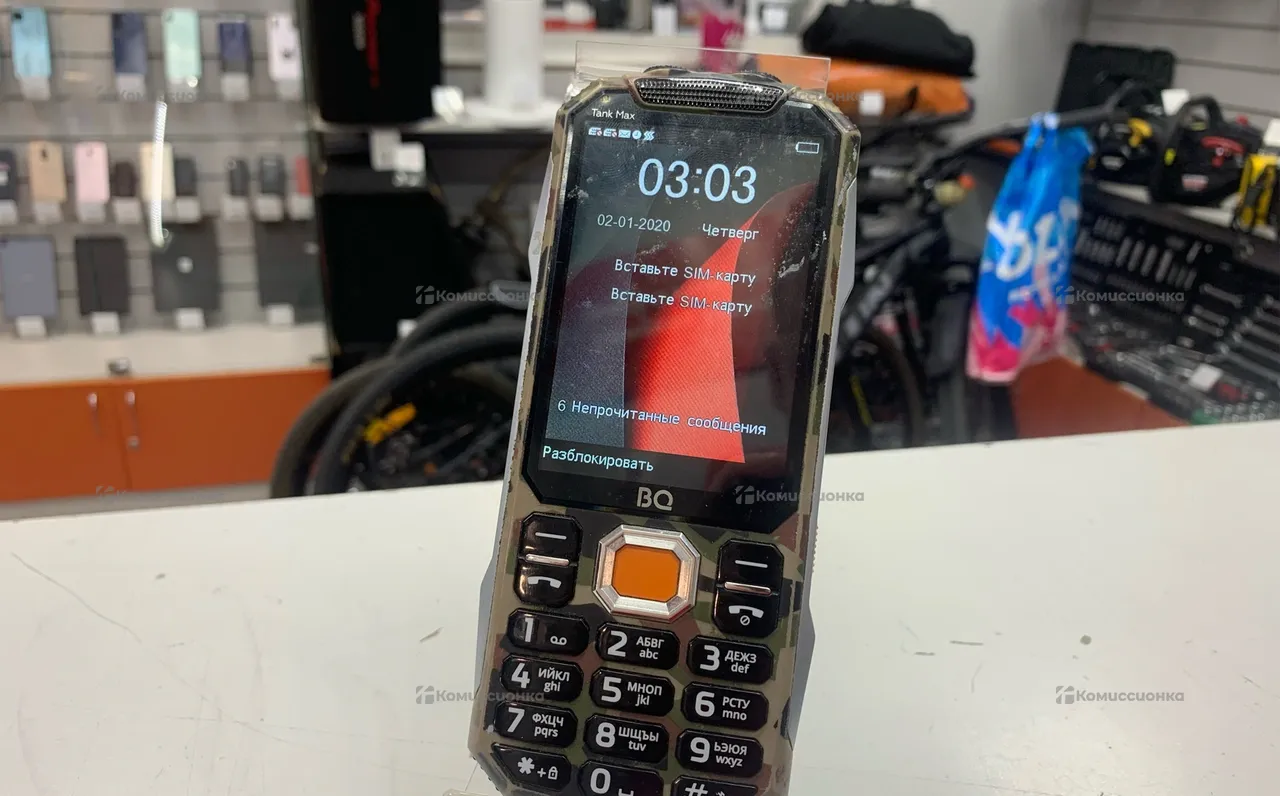 Комиссионка
Tank Max
03:03
02-01-2020 Четверг
Вставьте SIM-карту
Вставьте SIM-карту
Комиссионка
Комиссионка
6 Непрочитанные сообщения
Разблокировать
BQ
Комиссионка
1
2 АБВГ abc
3 ДЕЖЗ def
4 ИЙКЛ ghi
5 МНОП jkl
6 РСТУ mno
Комиссионка
7 ФХЦЧ pqrs
8 ШЩЪЫ tuv
9 ЬЭЮЯ wxyz
* +
0
#